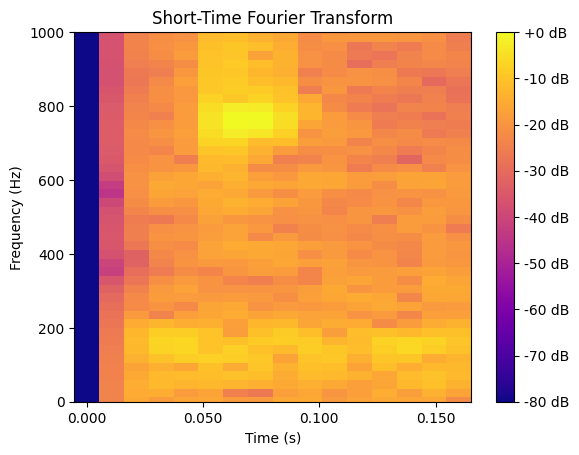 Short-Time Fourier Transform
Frequency (Hz)
1000
800
600
400
200
0
0.000
0.050
0.100
0.150
Time (s)
+0 dB
-10 dB
-20 dB
-30 dB
-40 dB
-50 dB
-60 dB
-70 dB
-80 dB